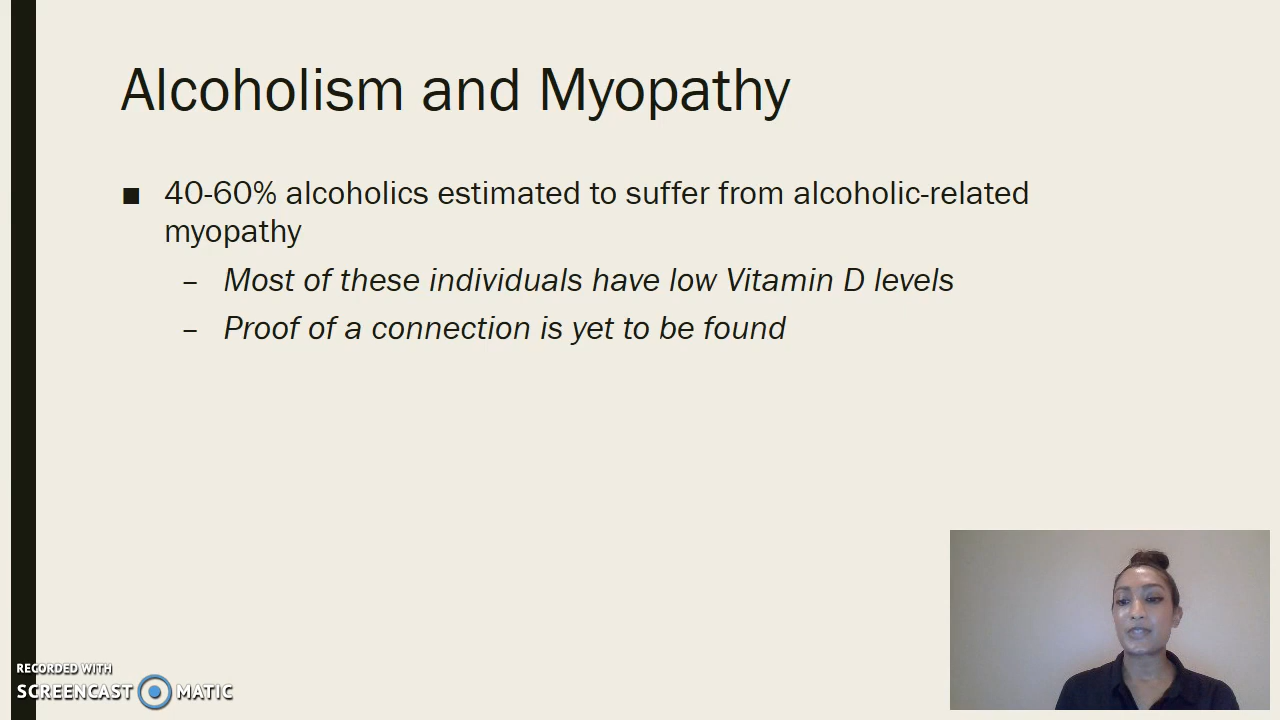 Alcoholism and Myopathy
■ 40-60% alcoholics estimated to suffer from alcoholic-related
myopathy
– Most of these individuals have low Vitamin D levels
– Proof of a connection is yet to be found
RECORDED WITH
SCREENCAST MATIC